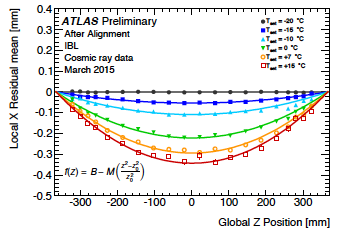 Local X Residual mean [mm]
0.4
0.3
0.2
0.1
0
-0.1
-0.2
-0.3
-0.4
-0.5
ATLAS Preliminary
After Alignment
IBL
Cosmic ray data
March 2015
T_set = -20 °C
T_set = -15 °C
T_set = -10 °C
T_set = 0 °C
T_set = +7 °C
T_set = +15 °C
f(z) = B - M (z²-z₀² / z₀²)
-300 -200 -100 0 100 200 300
Global Z Position [mm]